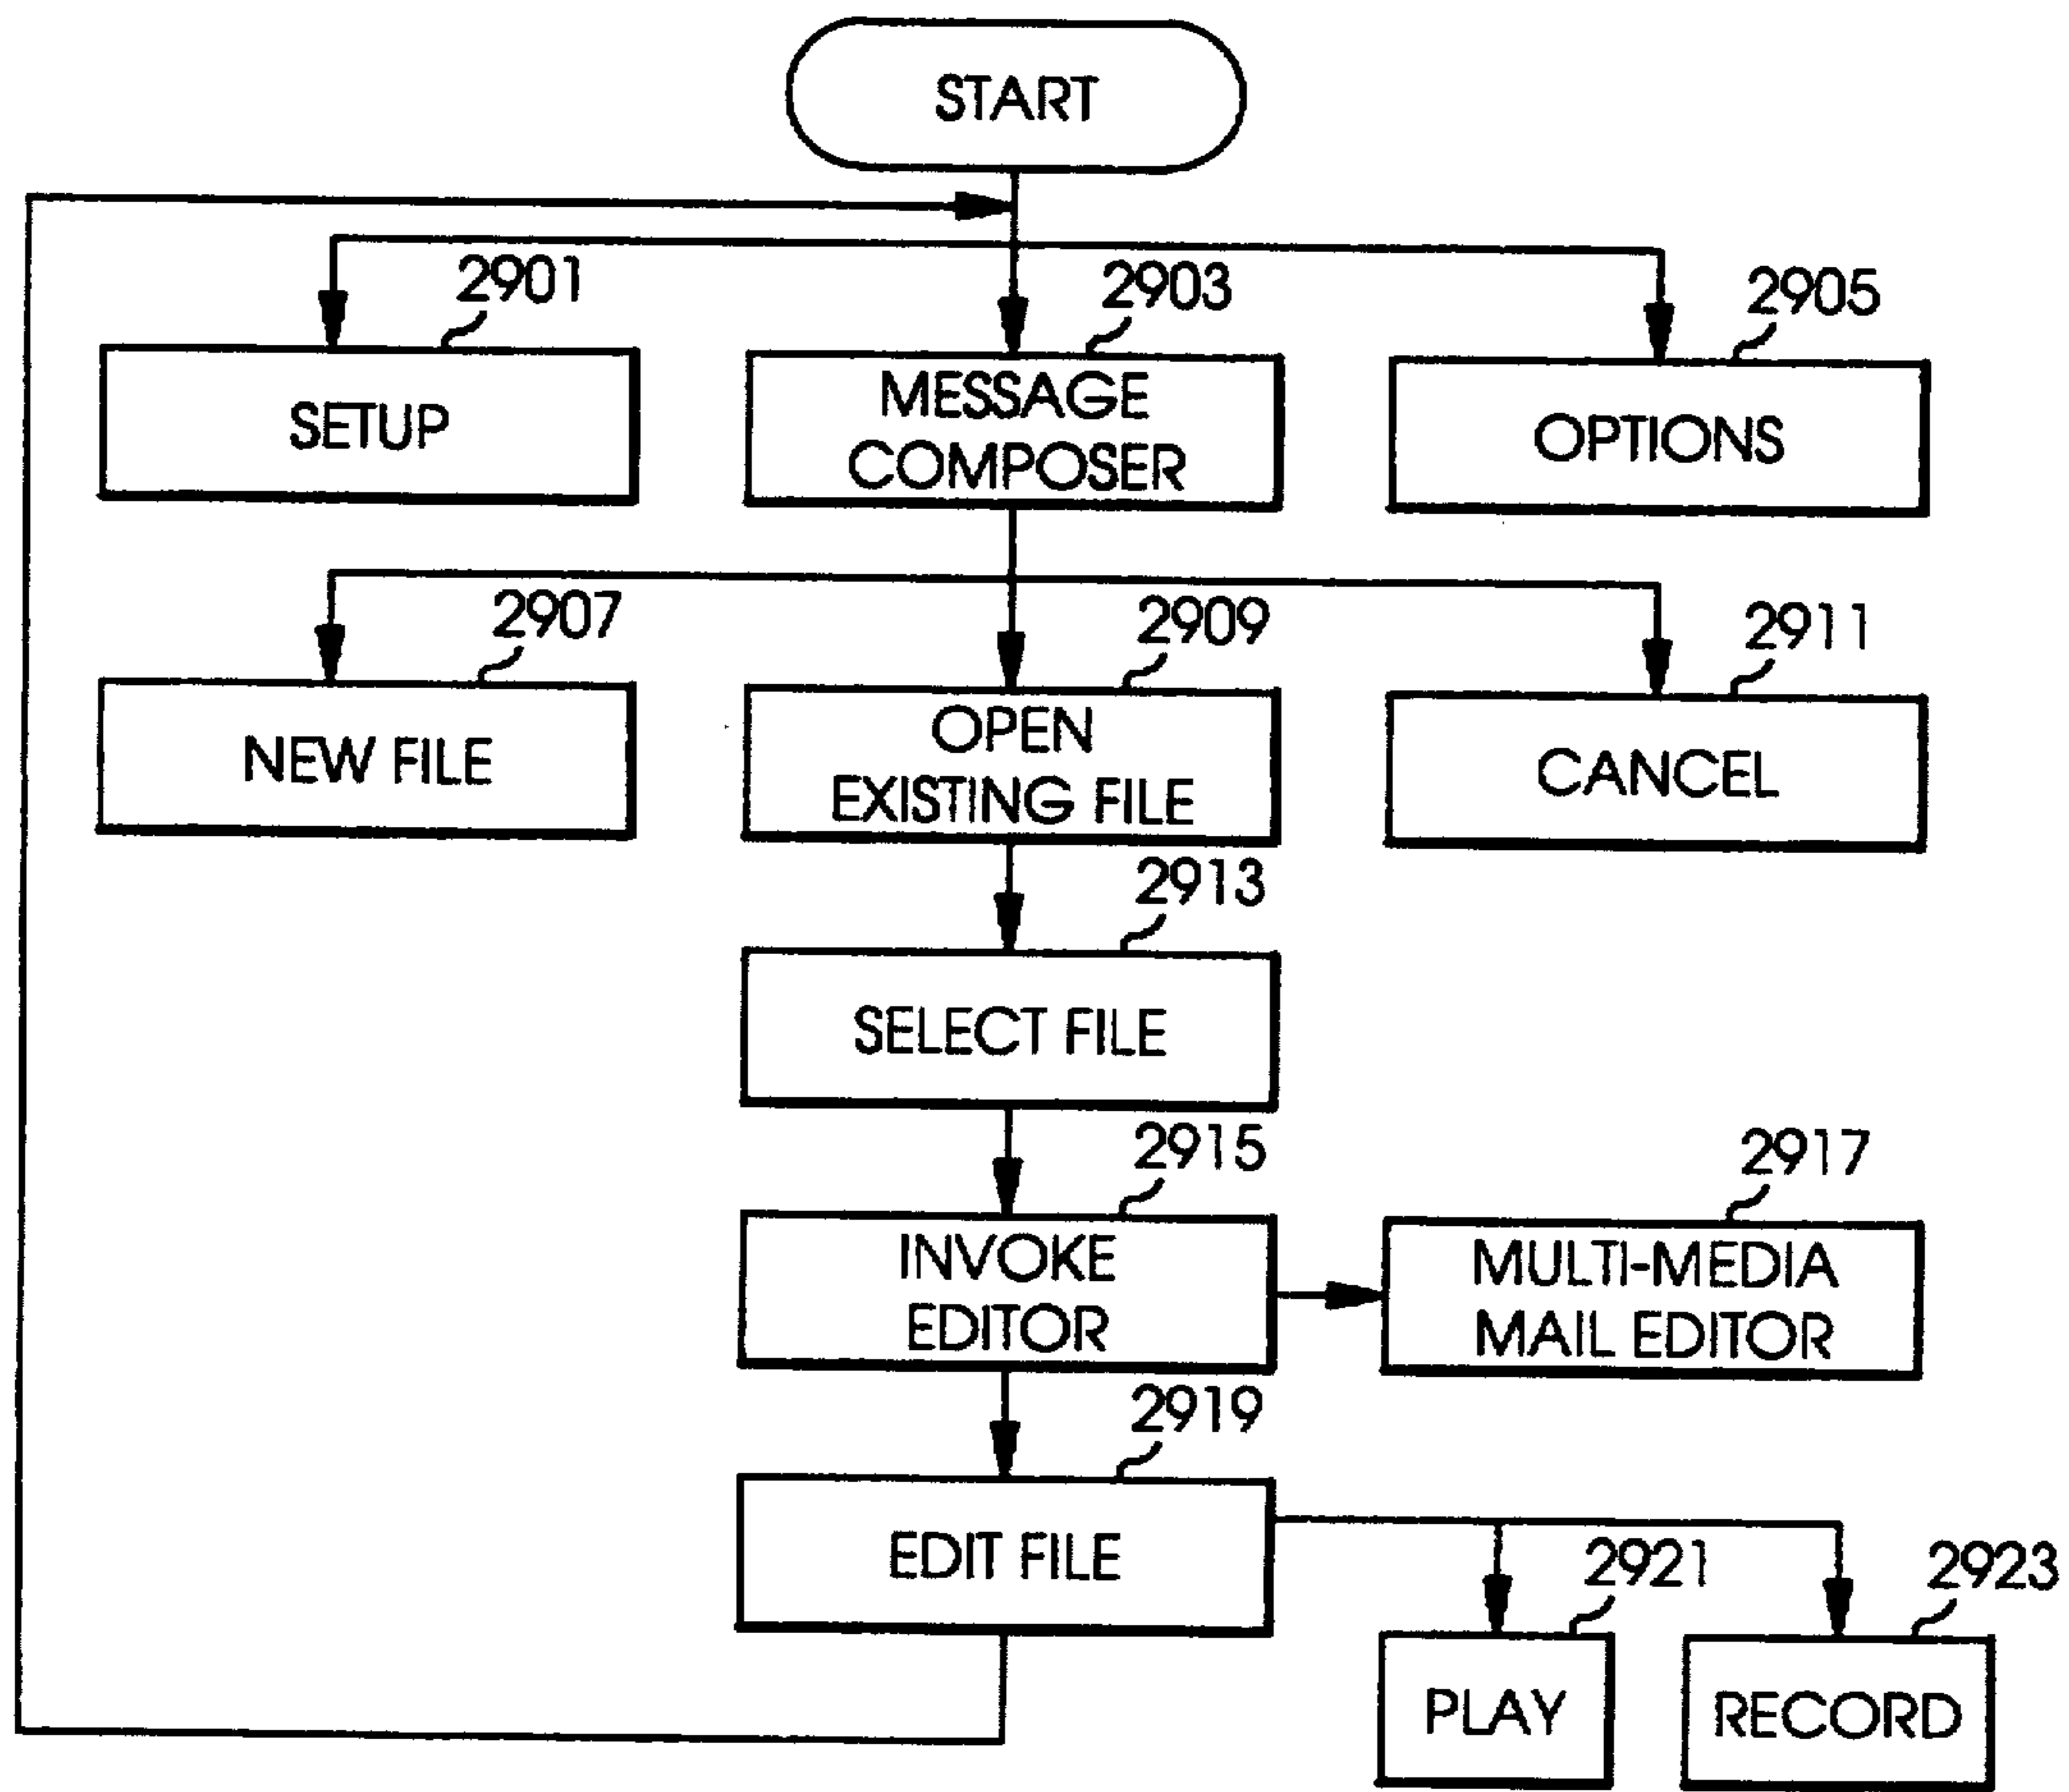 START
2901
2903
2905
SETUP
MESSAGE
COMPOSER
OPTIONS
2907
2909
2911
NEW FILE
OPEN
EXISTING FILE
CANCEL
2913
SELECT FILE
2915
2917
INVOKE
EDITOR
MULTI-MEDIA
MAIL EDITOR
2919
EDIT FILE
2921
2923
PLAY
RECORD